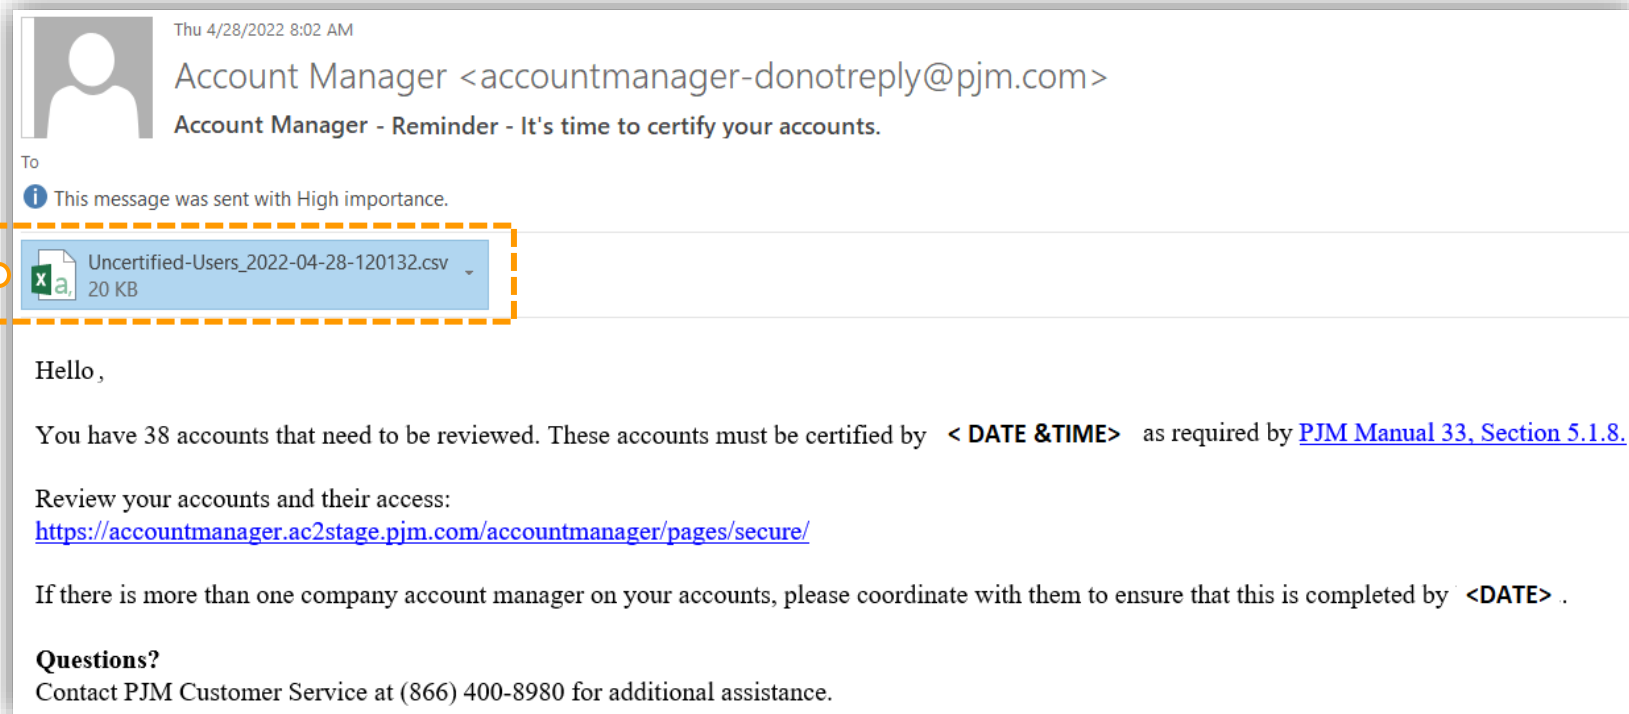 Thu 4/28/2022 8:02 AM
Account Manager <accountmanager-donotreply@pjm.com>
Account Manager - Reminder - It's time to certify your accounts.
To
This message was sent with High importance.
Uncertified-Users_2022-04-28-120132.csv
20 KB
Hello ,
You have 38 accounts that need to be reviewed. These accounts must be certified by < DATE &TIME> as required by PJM Manual 33, Section 5.1.8.
Review your accounts and their access:
https://accountmanager.ac2stage.pjm.com/accountmanager/pages/secure/
If there is more than one company account manager on your accounts, please coordinate with them to ensure that this is completed by <DATE> .
Questions?
Contact PJM Customer Service at (866) 400-8980 for additional assistance.